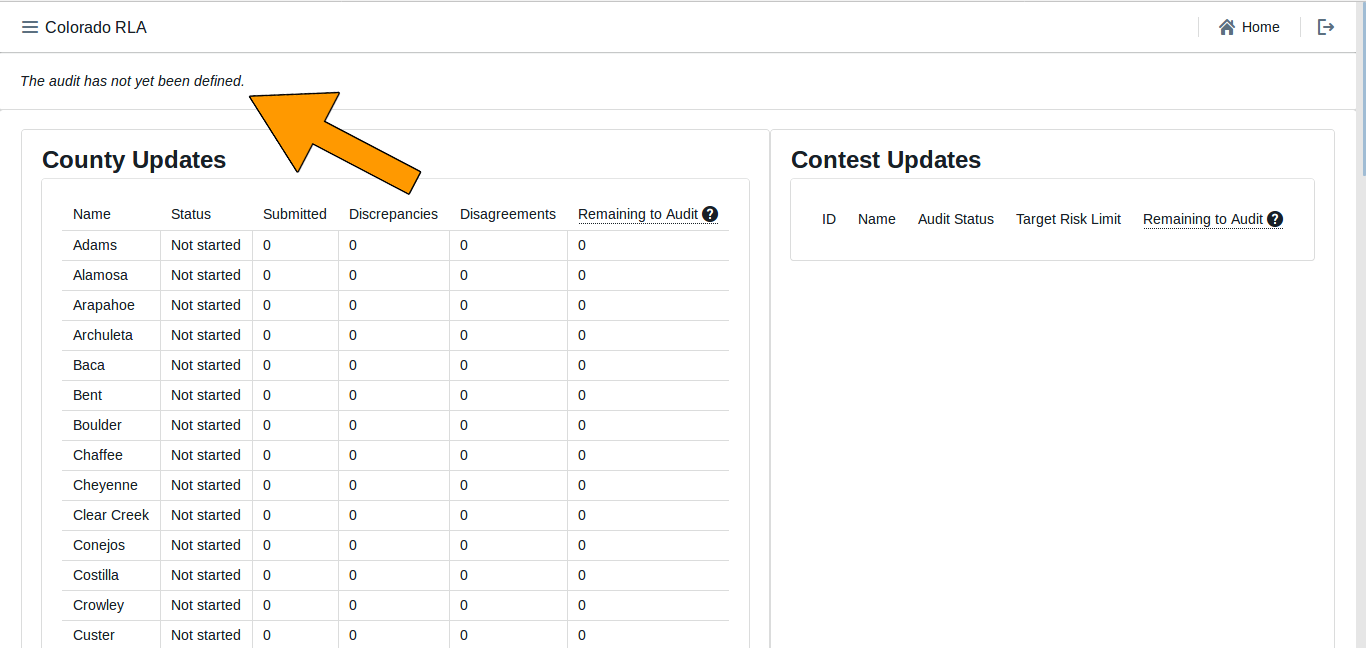 Colorado RLA
Home
The audit has not yet been defined.
County Updates
Name Status Submitted Discrepancies Disagreements Remaining to Audit ?
Adams Not started 0 0 0 0
Alamosa Not started 0 0 0 0
Arapahoe Not started 0 0 0 0
Archuleta Not started 0 0 0 0
Baca Not started 0 0 0 0
Bent Not started 0 0 0 0
Boulder Not started 0 0 0 0
Chaffee Not started 0 0 0 0
Cheyenne Not started 0 0 0 0
Clear Creek Not started 0 0 0 0
Conejos Not started 0 0 0 0
Costilla Not started 0 0 0 0
Crowley Not started 0 0 0 0
Custer Not started 0 0 0 0
Contest Updates
ID Name Audit Status Target Risk Limit Remaining to Audit ?